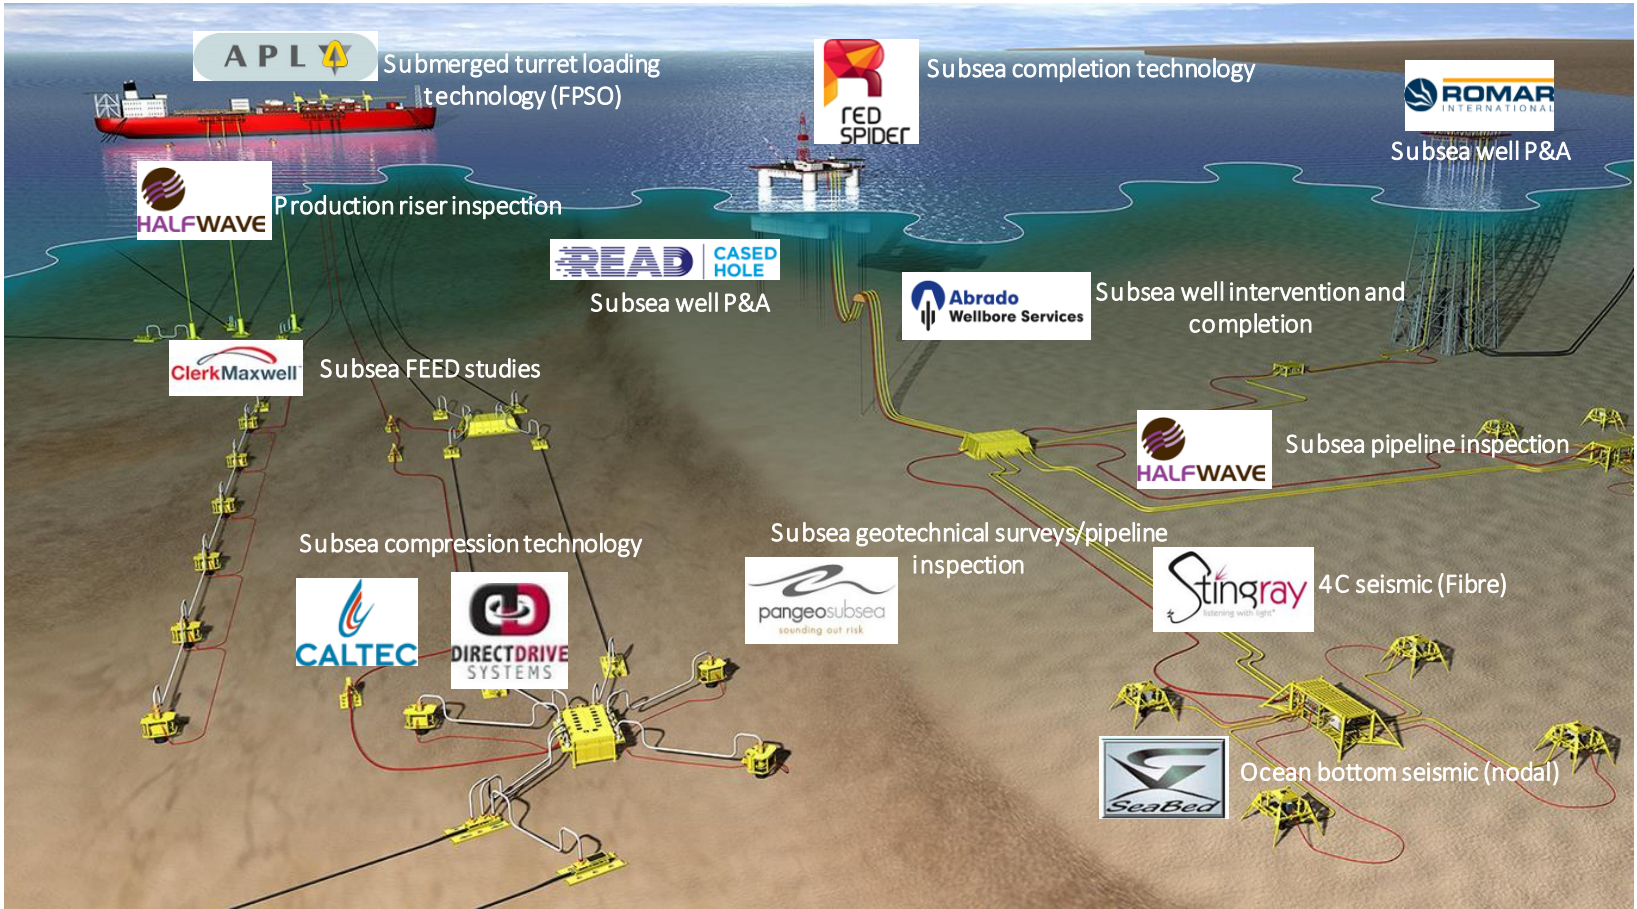 APL
Submerged turret loading
technology (FPSO)
RED
SPIDER
Subsea completion technology
ROMAR
INTERNATIONAL
Subsea well P&A
HALFWAVE
Production riser inspection
READ
CASED
HOLE
Subsea well P&A
Abrado
Wellbore Services
Subsea well intervention and
completion
ClerkMaxwell
Subsea FEED studies
HALFWAVE
Subsea pipeline inspection
Subsea compression technology
CALTEC
DIRECTDRIVE
SYSTEMS
Subsea geotechnical surveys/pipeline
inspection
pangeosubsea
sounding out risk
Stingray
listening with light
4C seismic (Fibre)
SeaBed
Ocean bottom seismic (nodal)